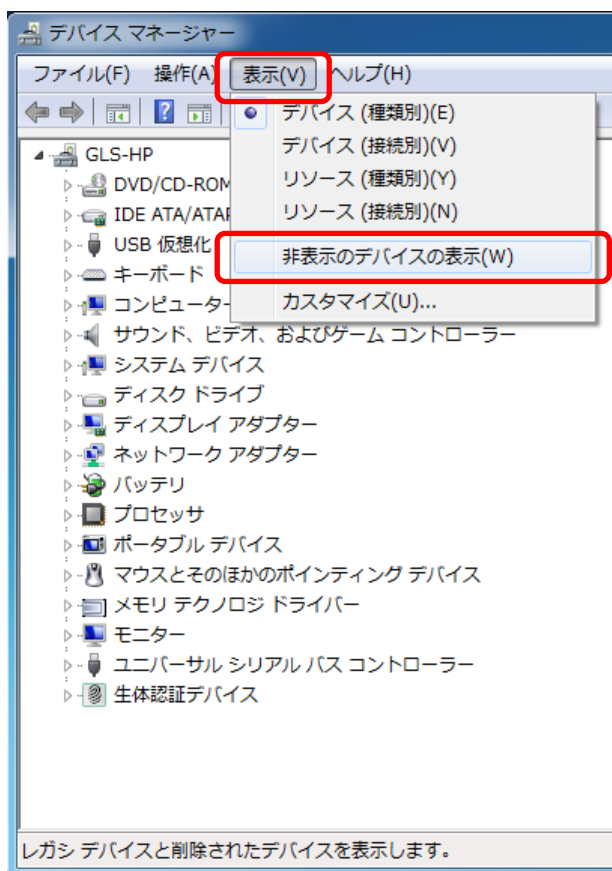 デバイス マネージャー
ファイル(F) 操作(A) 表示(V) ヘルプ(H)
デバイス (種類別)(E)
デバイス (接続別)(V)
リソース (種類別)(Y)
リソース (接続別)(N)
非表示のデバイスの表示(W)
カスタマイズ(U)...
GLS-HP
DVD/CD-ROM
IDE ATA/ATAP
USB 仮想化
キーボード
コンピューター
サウンド、ビデオ、およびゲーム コントローラー
システム デバイス
ディスク ドライブ
ディスプレイ アダプター
ネットワーク アダプター
バッテリ
プロセッサ
ポータブル デバイス
マウスとそのほかのポインティング デバイス
メモリ テクノロジ ドライバー
モニター
ユニバーサル シリアル バス コントローラー
生体認証デバイス
レガシ デバイスと削除されたデバイスを表示します。